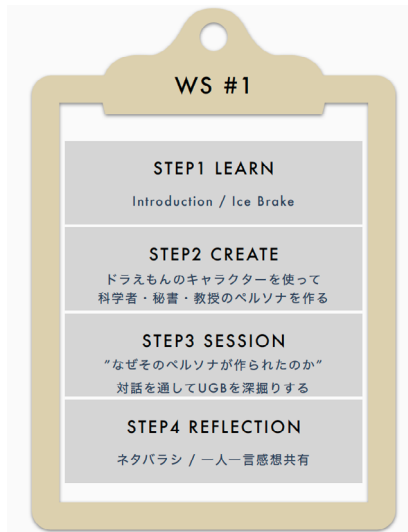 WS #1
STEP1 LEARN
Introduction / Ice Brake
STEP2 CREATE
ドラえもんのキャラクターを使って
科学者・秘書・教授のペルソナを作る
STEP3 SESSION
"なぜそのペルソナが作られたのか"
対話を通してUGBを深掘りする
STEP4 REFLECTION
ネタバラシ / 一人一言感想共有